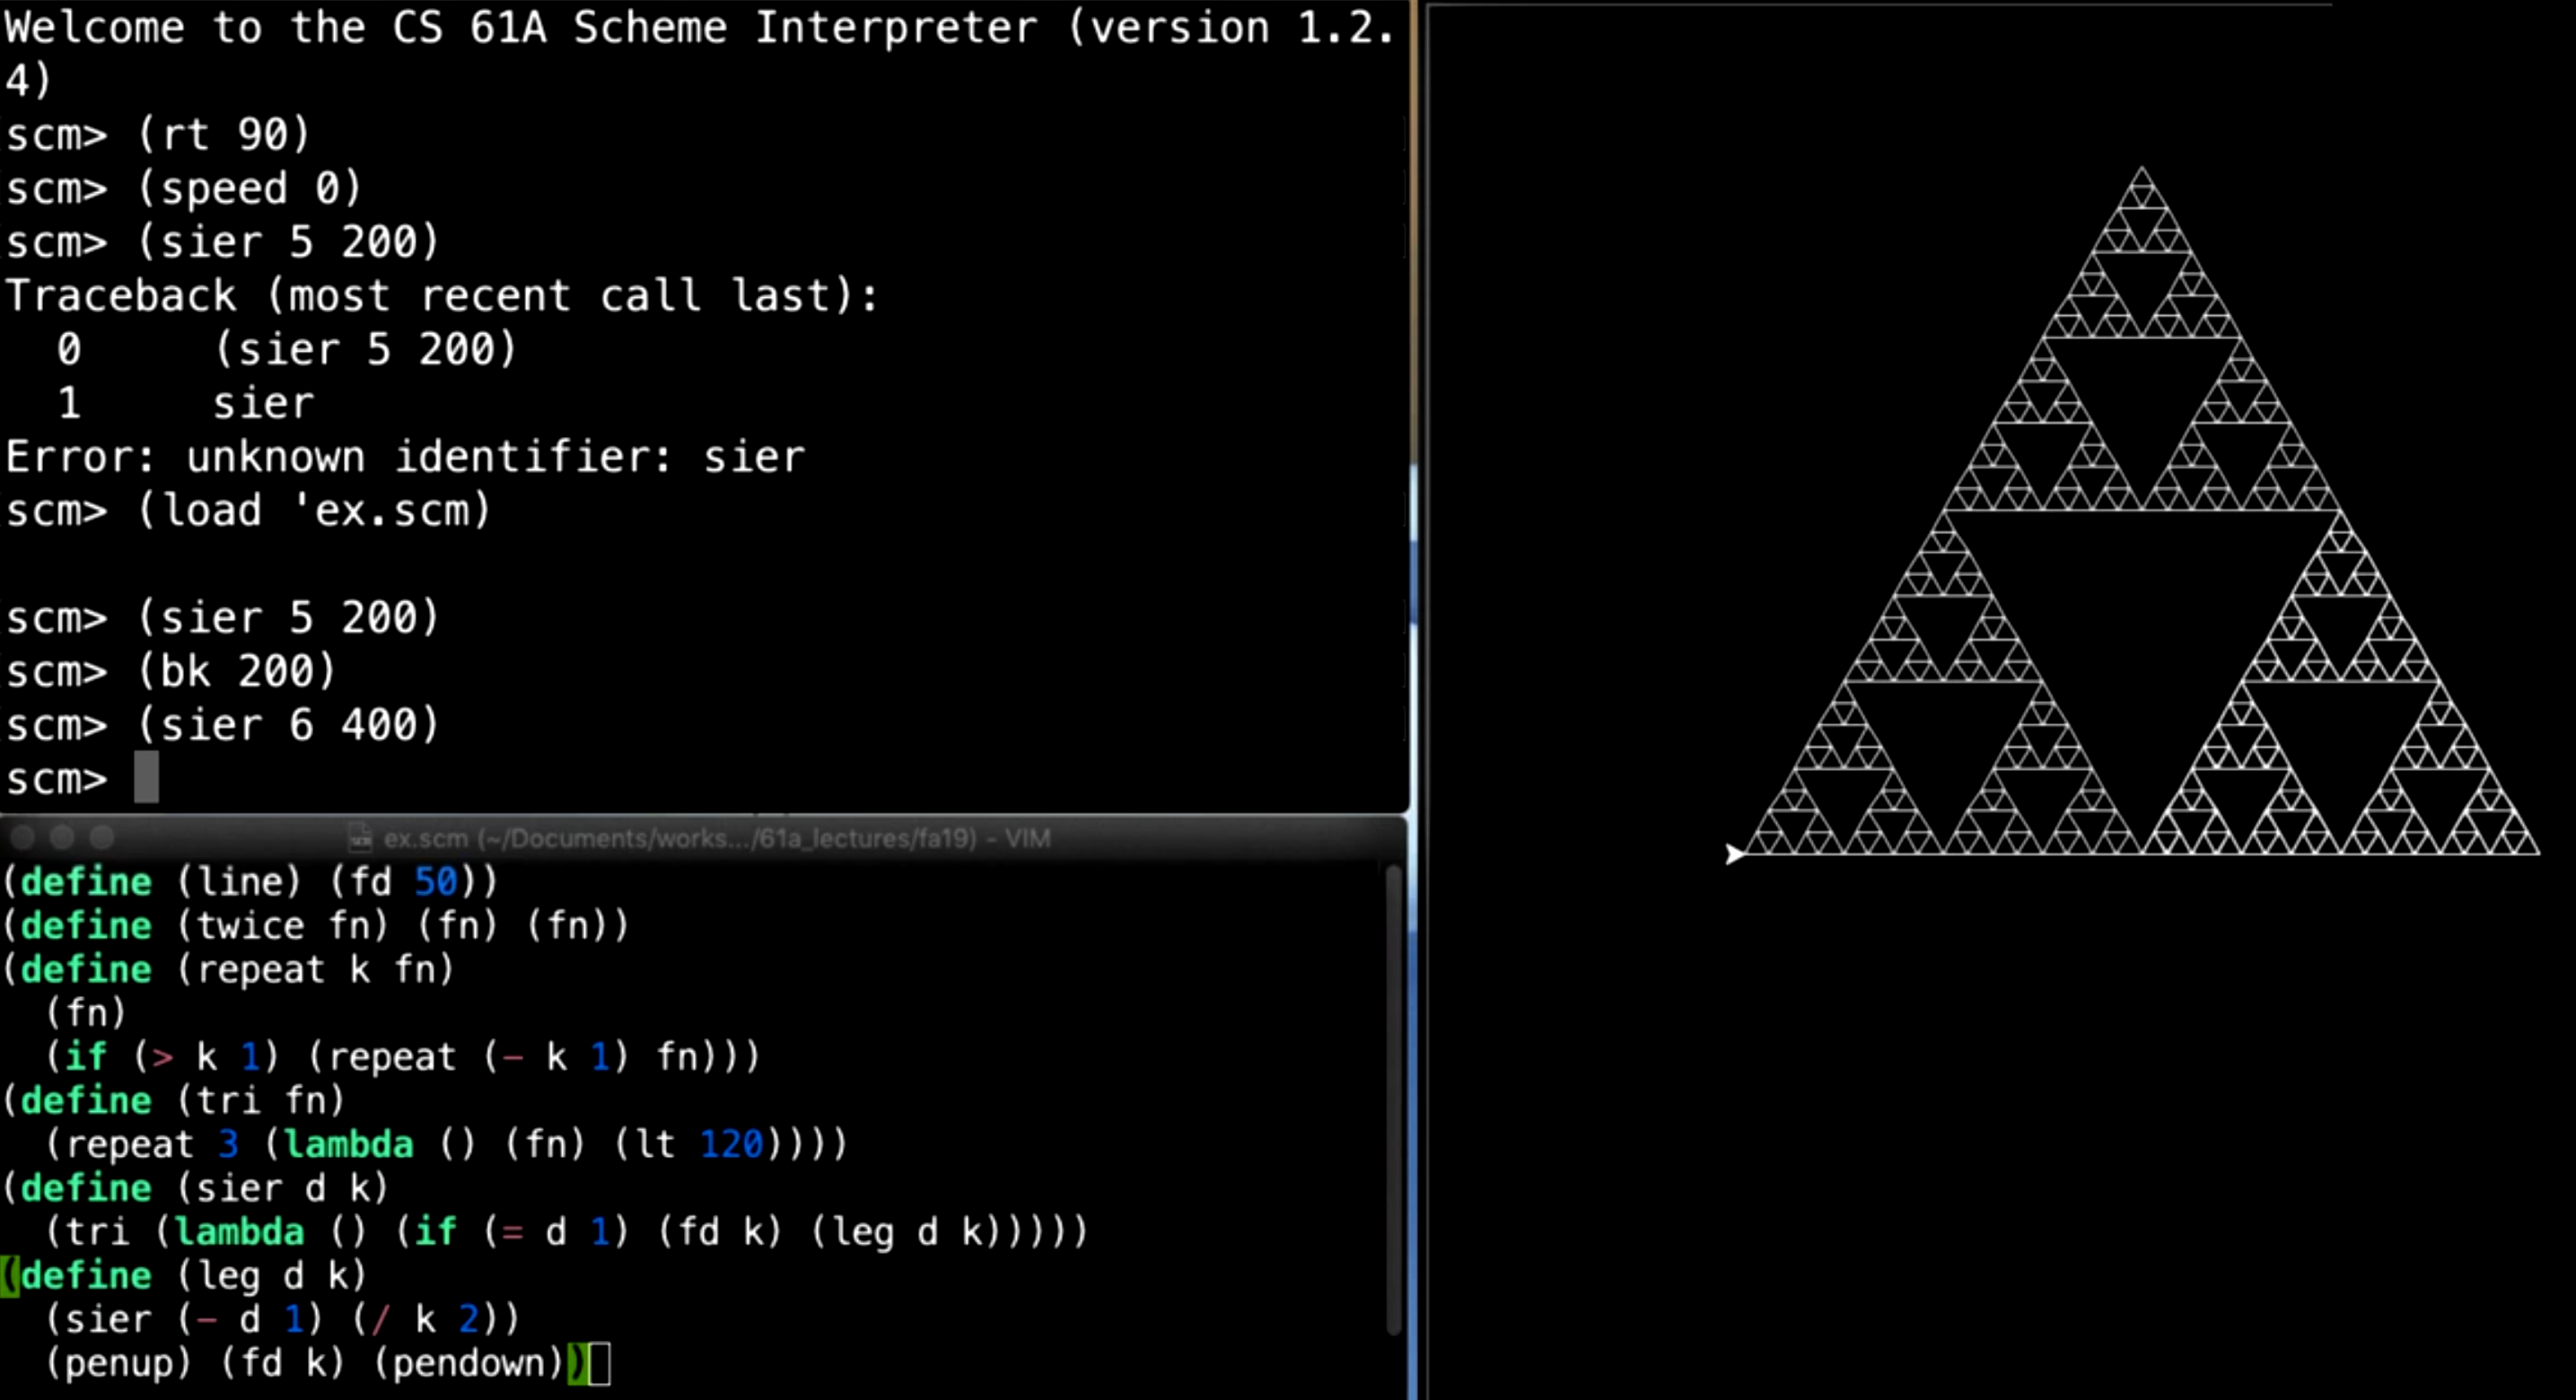 Welcome to the CS 61A Scheme Interpreter (version 1.2.
4)
scm> (rt 90)
scm> (speed 0)
scm> (sier 5 200)
Traceback (most recent call last):
  0     (sier 5 200)
  1     sier
Error: unknown identifier: sier
scm> (load 'ex.scm)
scm> (sier 5 200)
scm> (bk 200)
scm> (sier 6 400)
scm>
ex.scm (~/Documents/works.../61a_lectures/fa19) - VIM
(define (line) (fd 50))
(define (twice fn) (fn) (fn))
(define (repeat k fn)
  (fn)
  (if (> k 1) (repeat (- k 1) fn)))
(define (tri fn)
  (repeat 3 (lambda () (fn) (lt 120))))
(define (sier d k)
  (tri (lambda () (if (= d 1) (fd k) (leg d k)))))
(define (leg d k)
  (sier (- d 1) (/ k 2))
  (penup) (fd k) (pendown))